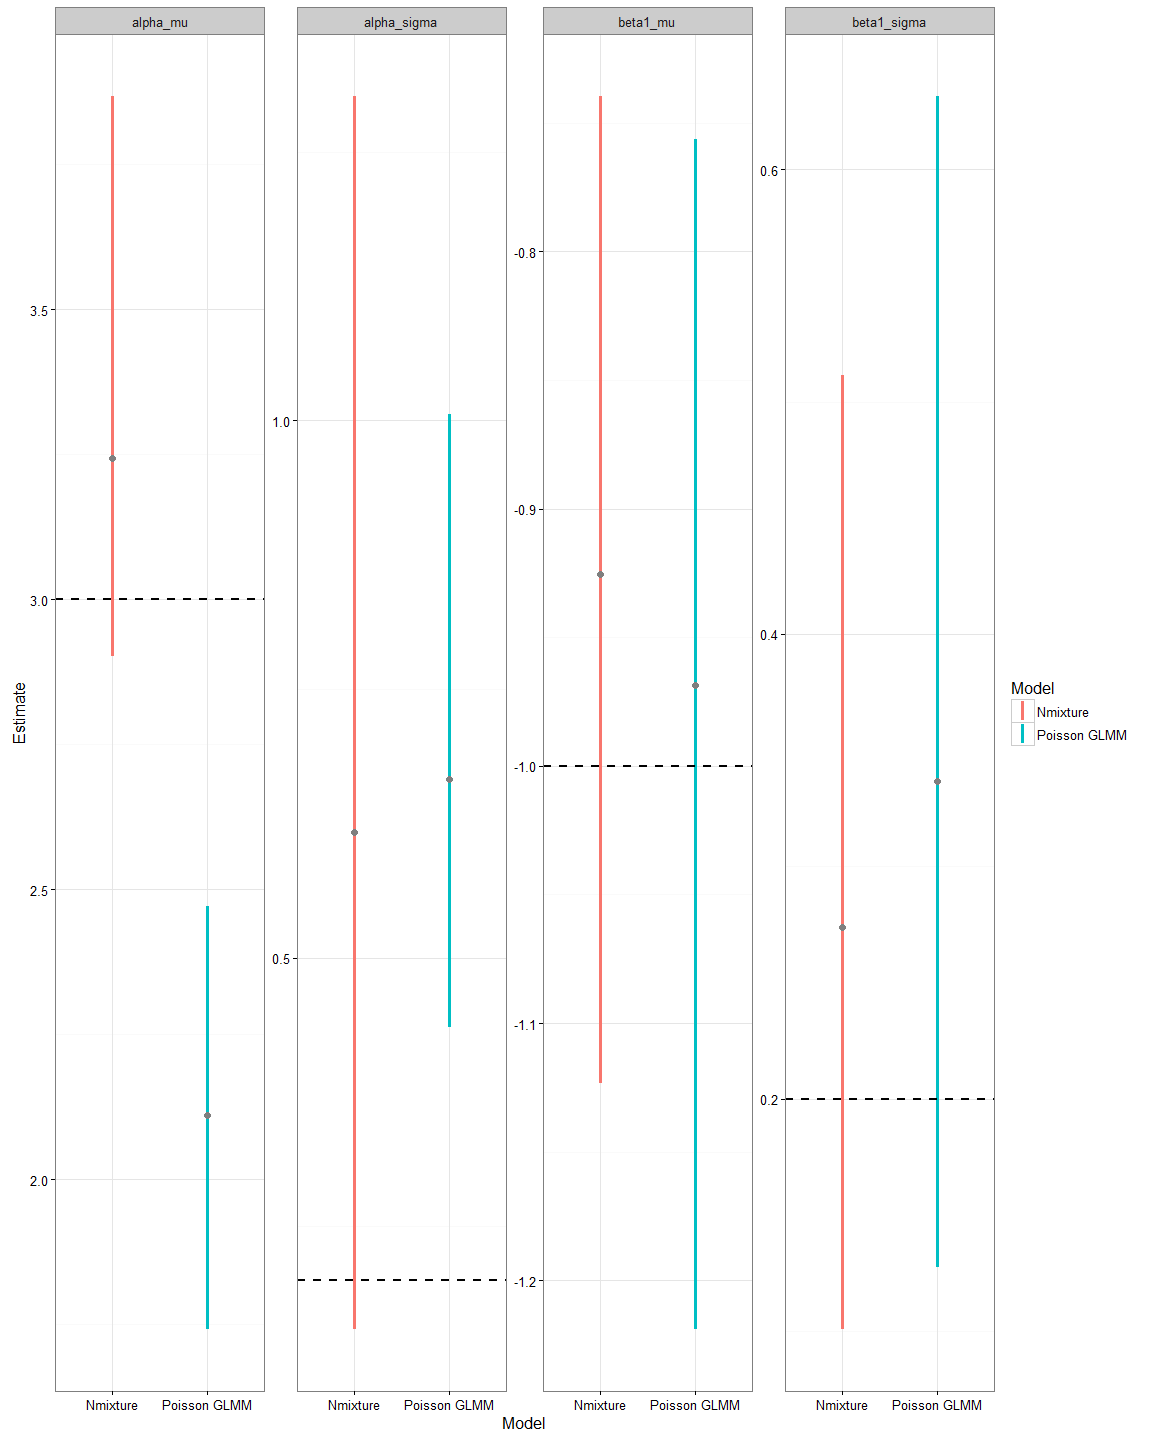 alpha_mu
alpha_sigma
beta1_mu
beta1_sigma
Estimate
3.5
3.0
2.5
2.0
1.0
0.5
-0.8
-0.9
-1.0
-1.1
-1.2
0.6
0.4
0.2
Nmixture Poisson GLMM
Nmixture Poisson GLMM
Nmixture Poisson GLMM
Nmixture Poisson GLMM
Model
Model
Nmixture
Poisson GLMM